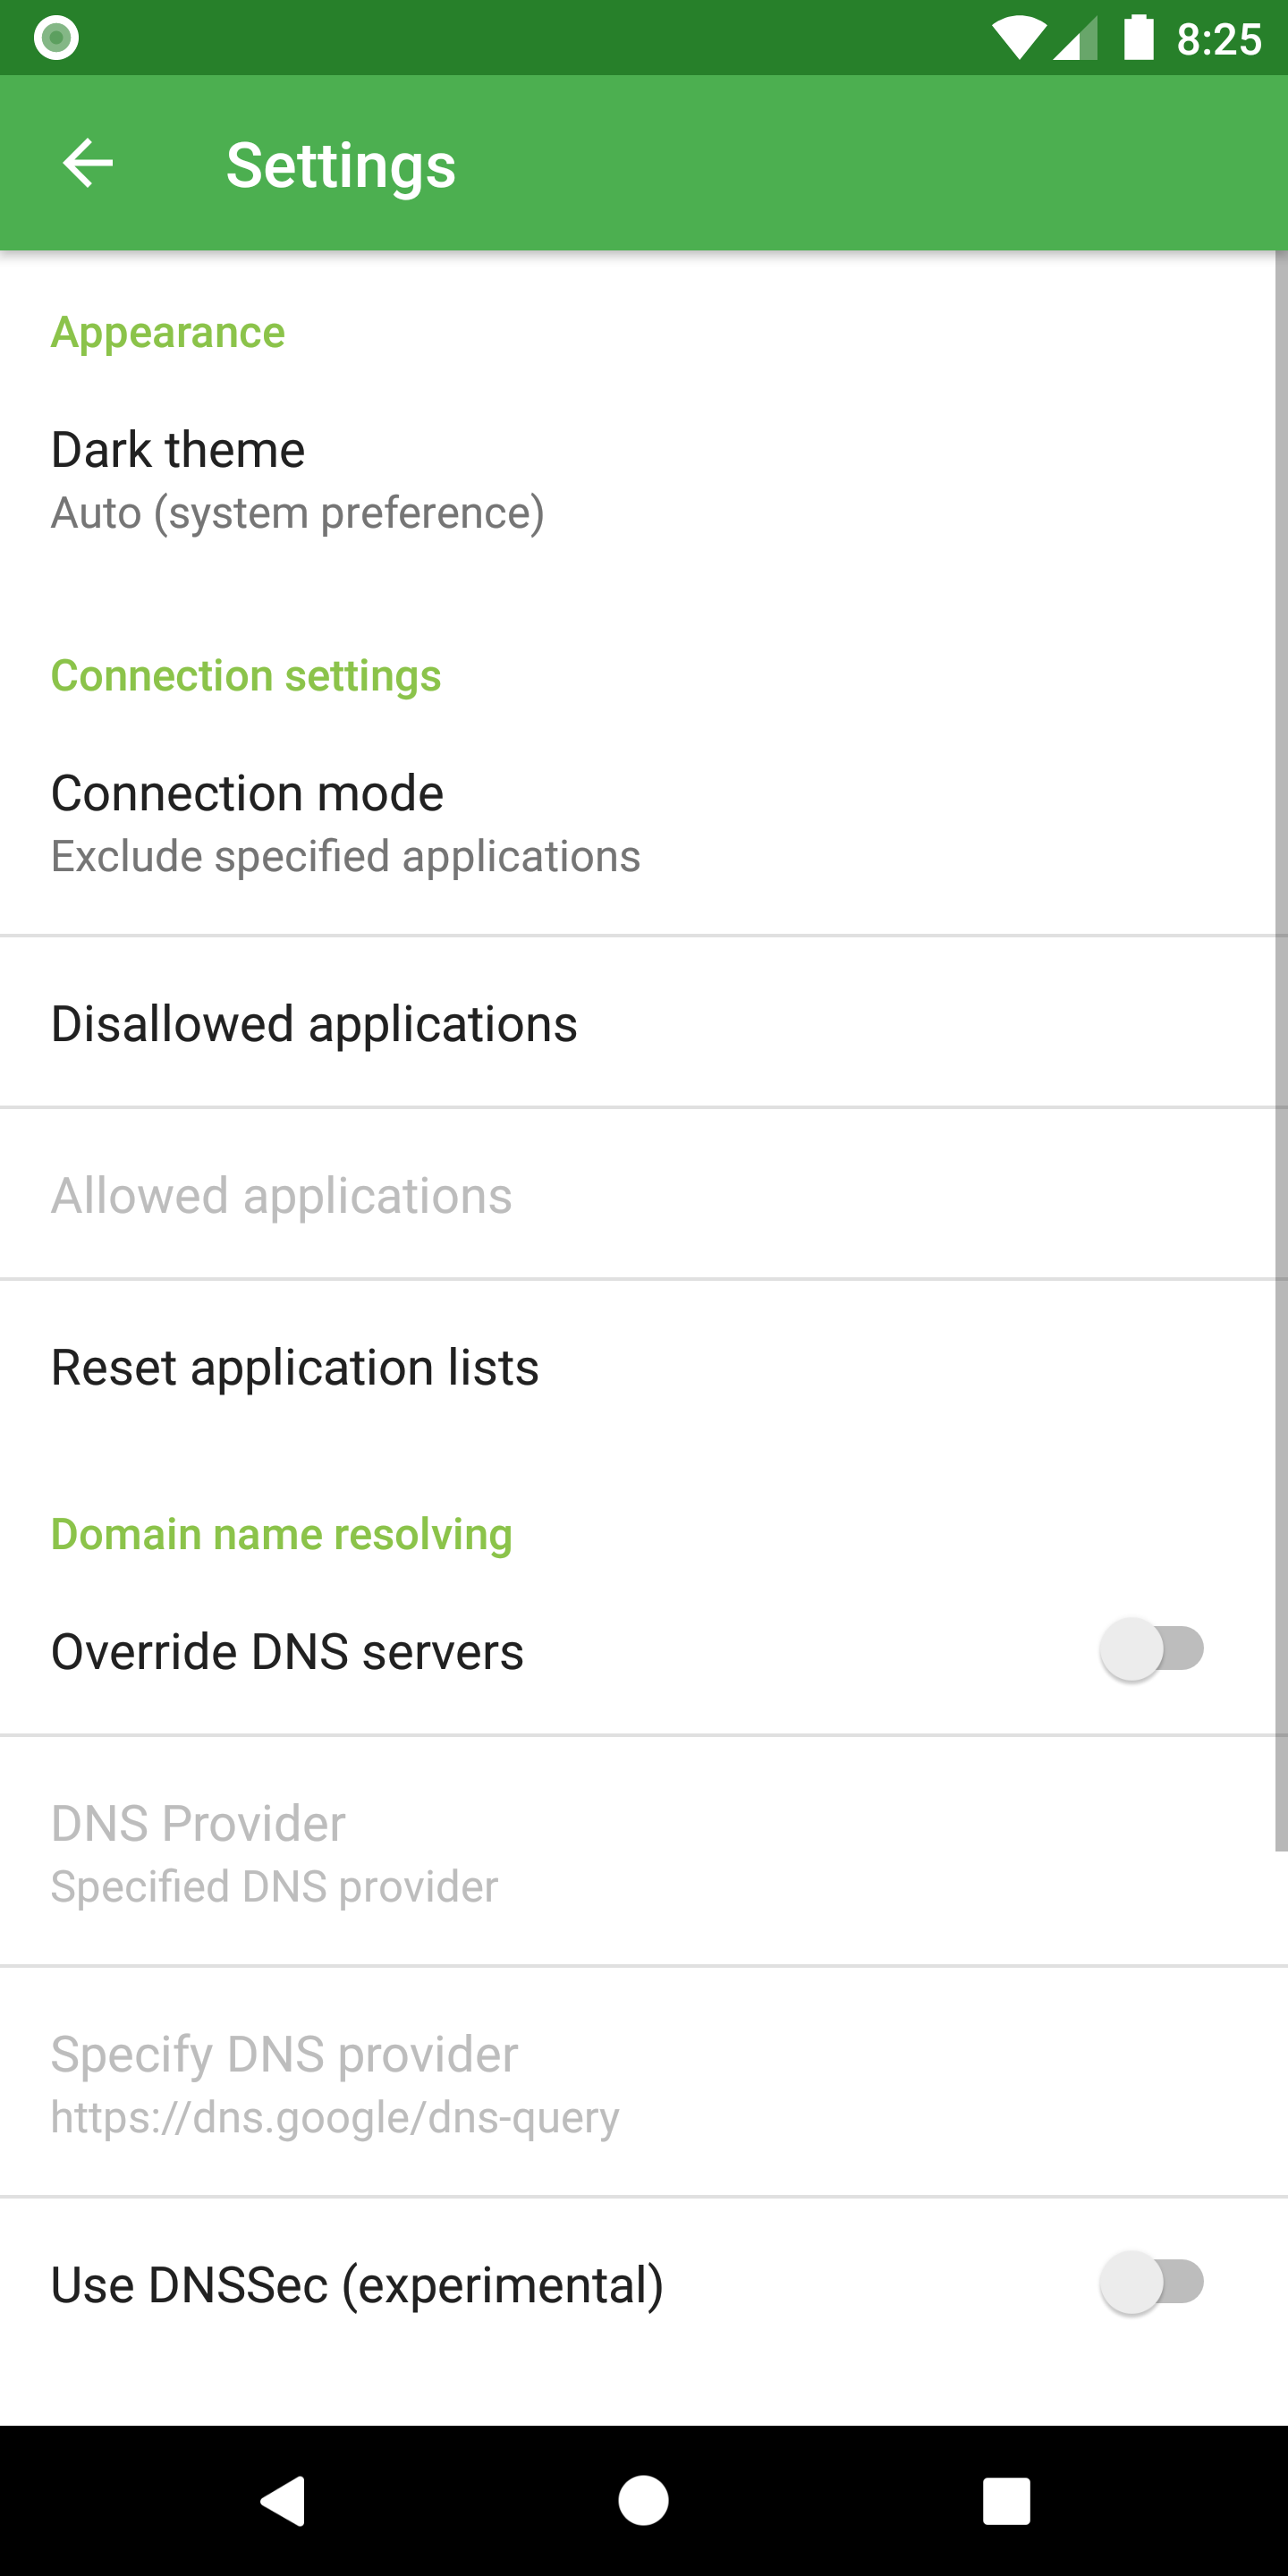 8:25
Settings
Appearance
Dark theme
Auto (system preference)
Connection settings
Connection mode
Exclude specified applications
Disallowed applications
Allowed applications
Reset application lists
Domain name resolving
Override DNS servers
DNS Provider
Specified DNS provider
Specify DNS provider
https://dns.google/dns-query
Use DNSSec (experimental)